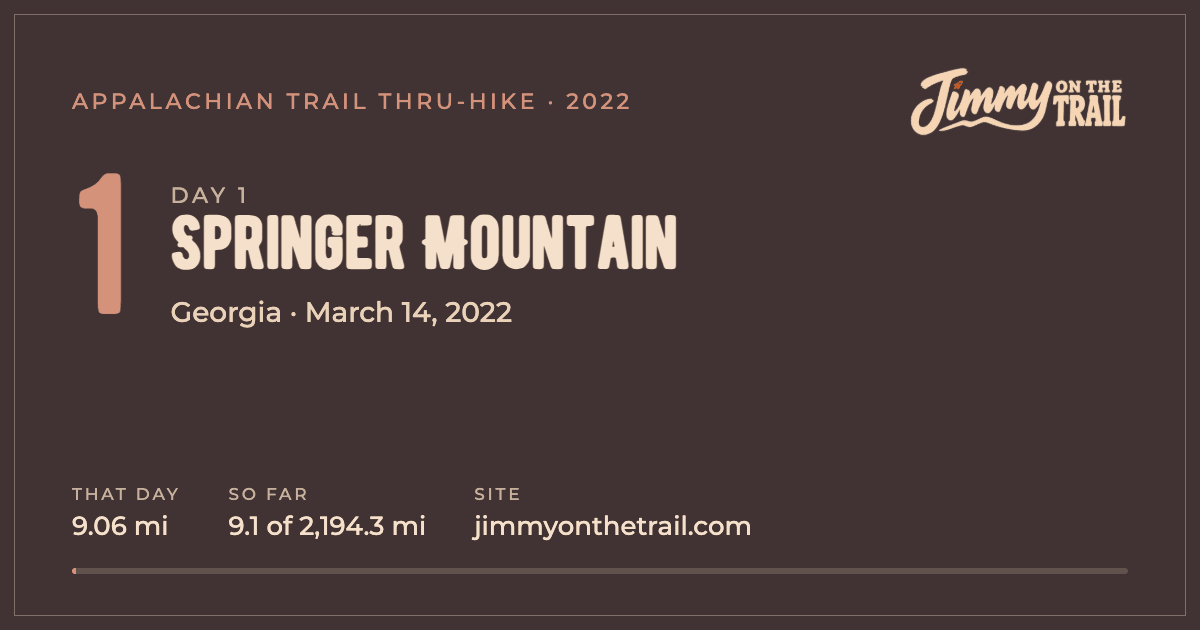 APPALACHIAN TRAIL THRU-HIKE · 2022
Jimmy ON THE TRAIL
1
DAY 1
SPRINGER MOUNTAIN
Georgia · March 14, 2022
THAT DAY
9.06 mi
SO FAR
9.1 of 2,194.3 mi
SITE
jimmyonthetrail.com